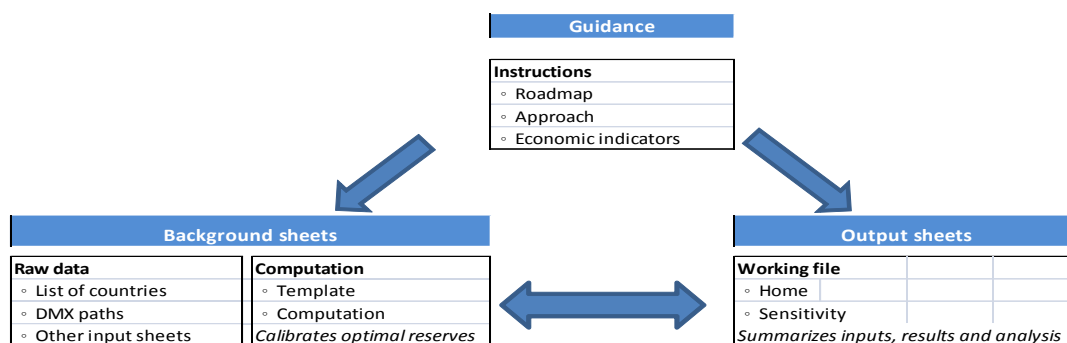 Guidance
Instructions
◦ Roadmap
◦ Approach
◦ Economic indicators
Background sheets
Raw data
◦ List of countries
◦ DMX paths
◦ Other input sheets
Computation
◦ Template
◦ Computation
Calibrates optimal reserves
Output sheets
Working file
◦ Home
◦ Sensitivity
Summarizes inputs, results and analysis